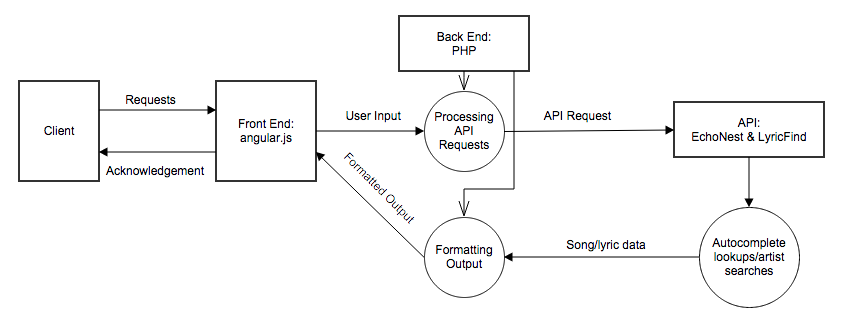 Back End:
PHP
Client
Requests
Acknowledgement
Front End:
angular.js
User Input
Processing
API
Requests
API Request
API:
EchoNest & LyricFind
Formatted Output
Formatting
Output
Song/lyric data
Autocomplete
lookups/artist
searches